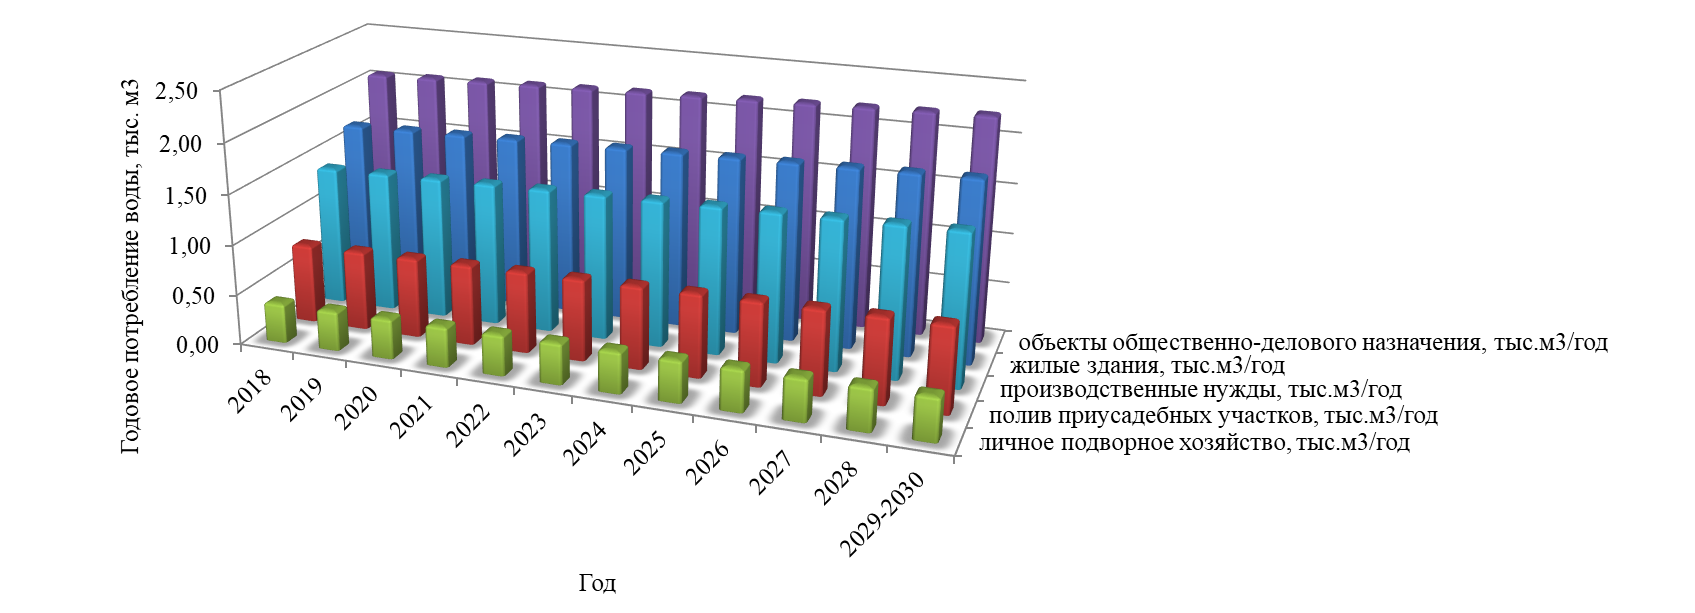 Годовое потребление воды, тыс. м3
2,50
2,00
1,50
1,00
0,50
0,00
2018
2019
2020
2021
2022
2023
2024
2025
2026
2027
2028
2029-2030
Год
объекты общественно-делового назначения, тыс.м3/год
жилые здания, тыс.м3/год
производственные нужды, тыс.м3/год
полив приусадебных участков, тыс.м3/год
личное подворное хозяйство, тыс.м3/год